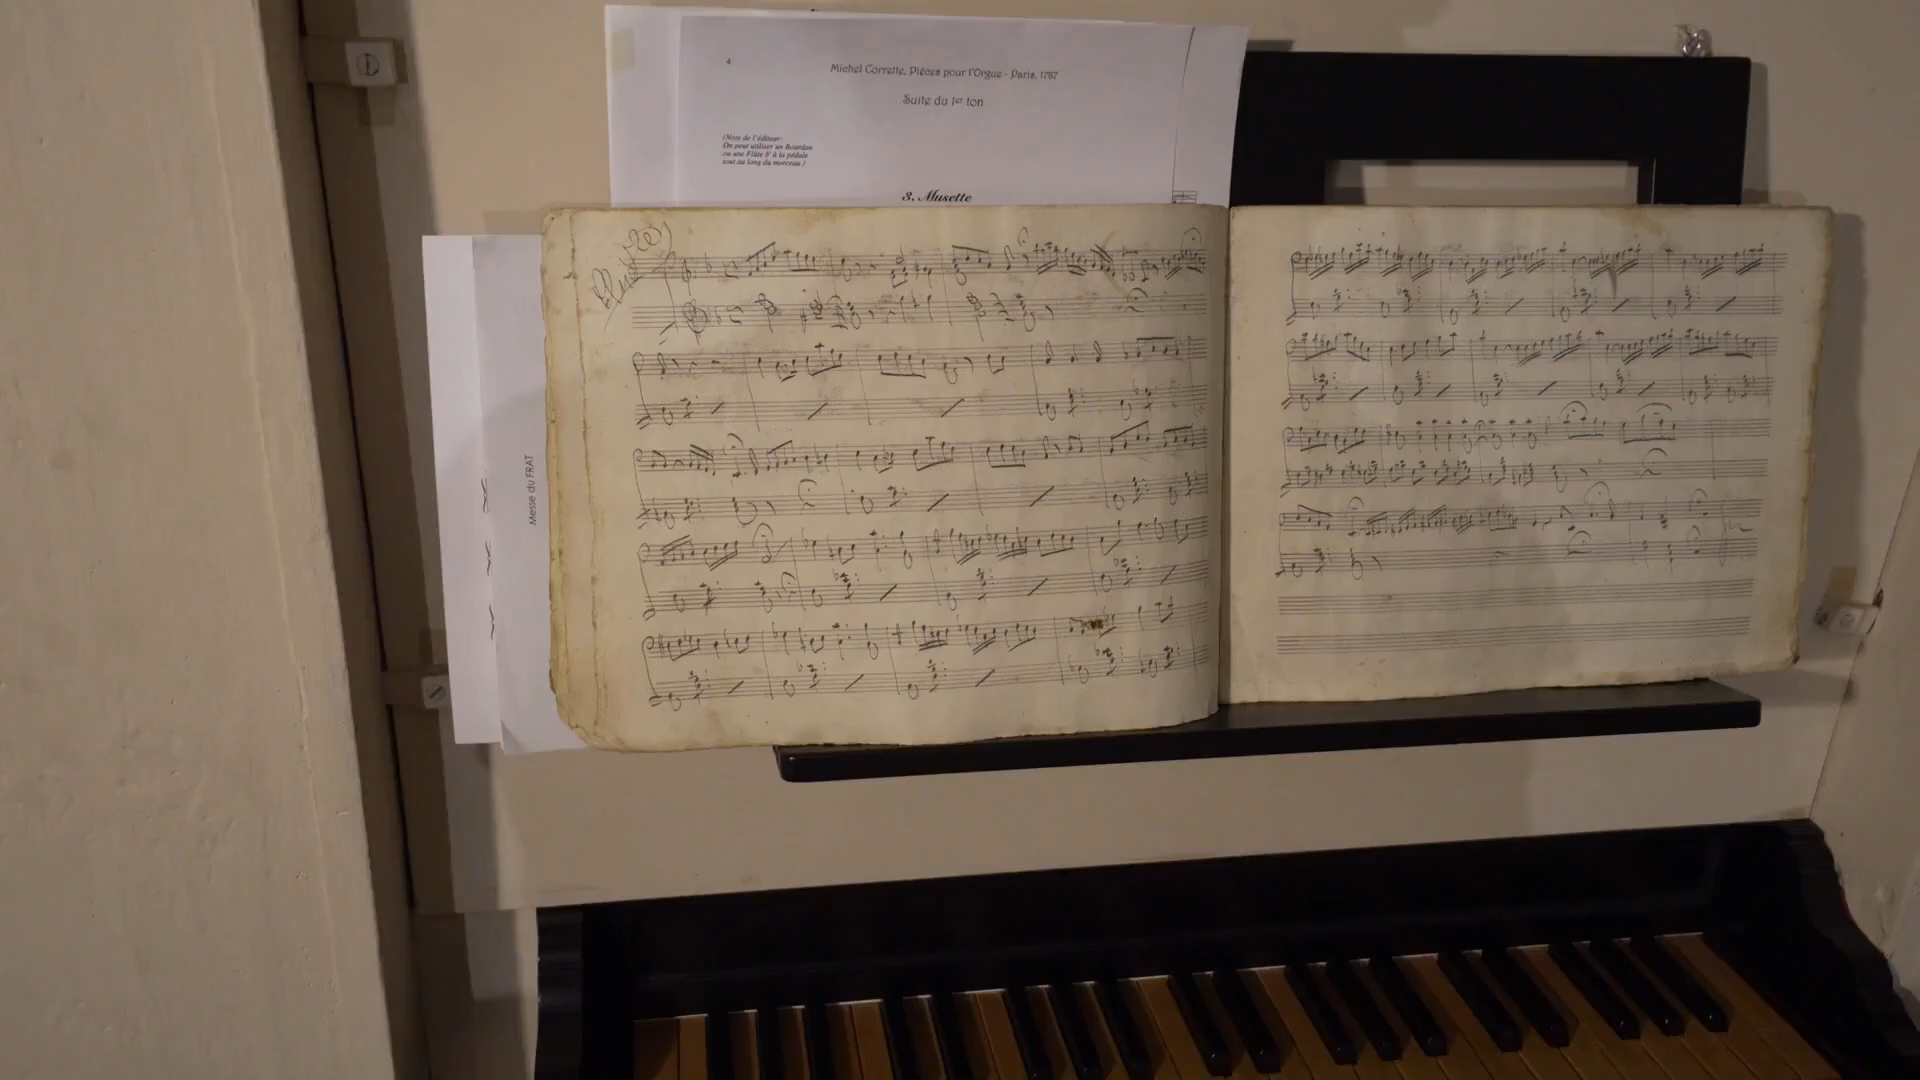 4
Michel Corrette, Pièces pour l'Orgue - Paris, 1787
Suite du 1er ton
(Note de l'éditeur:
On peut utiliser un Bourdon
ou une Flûte 8' à la pédale
tout au long du morceau.)
3. Musette
Messe du FRAT